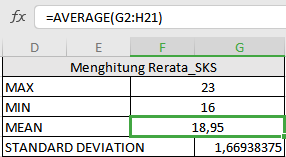 fx =AVERAGE(G2:H21)
D E F G
Menghitung Rerata_SKS
MAX 23
MIN 16
MEAN 18,95
STANDARD DEVIATION 1,66938375